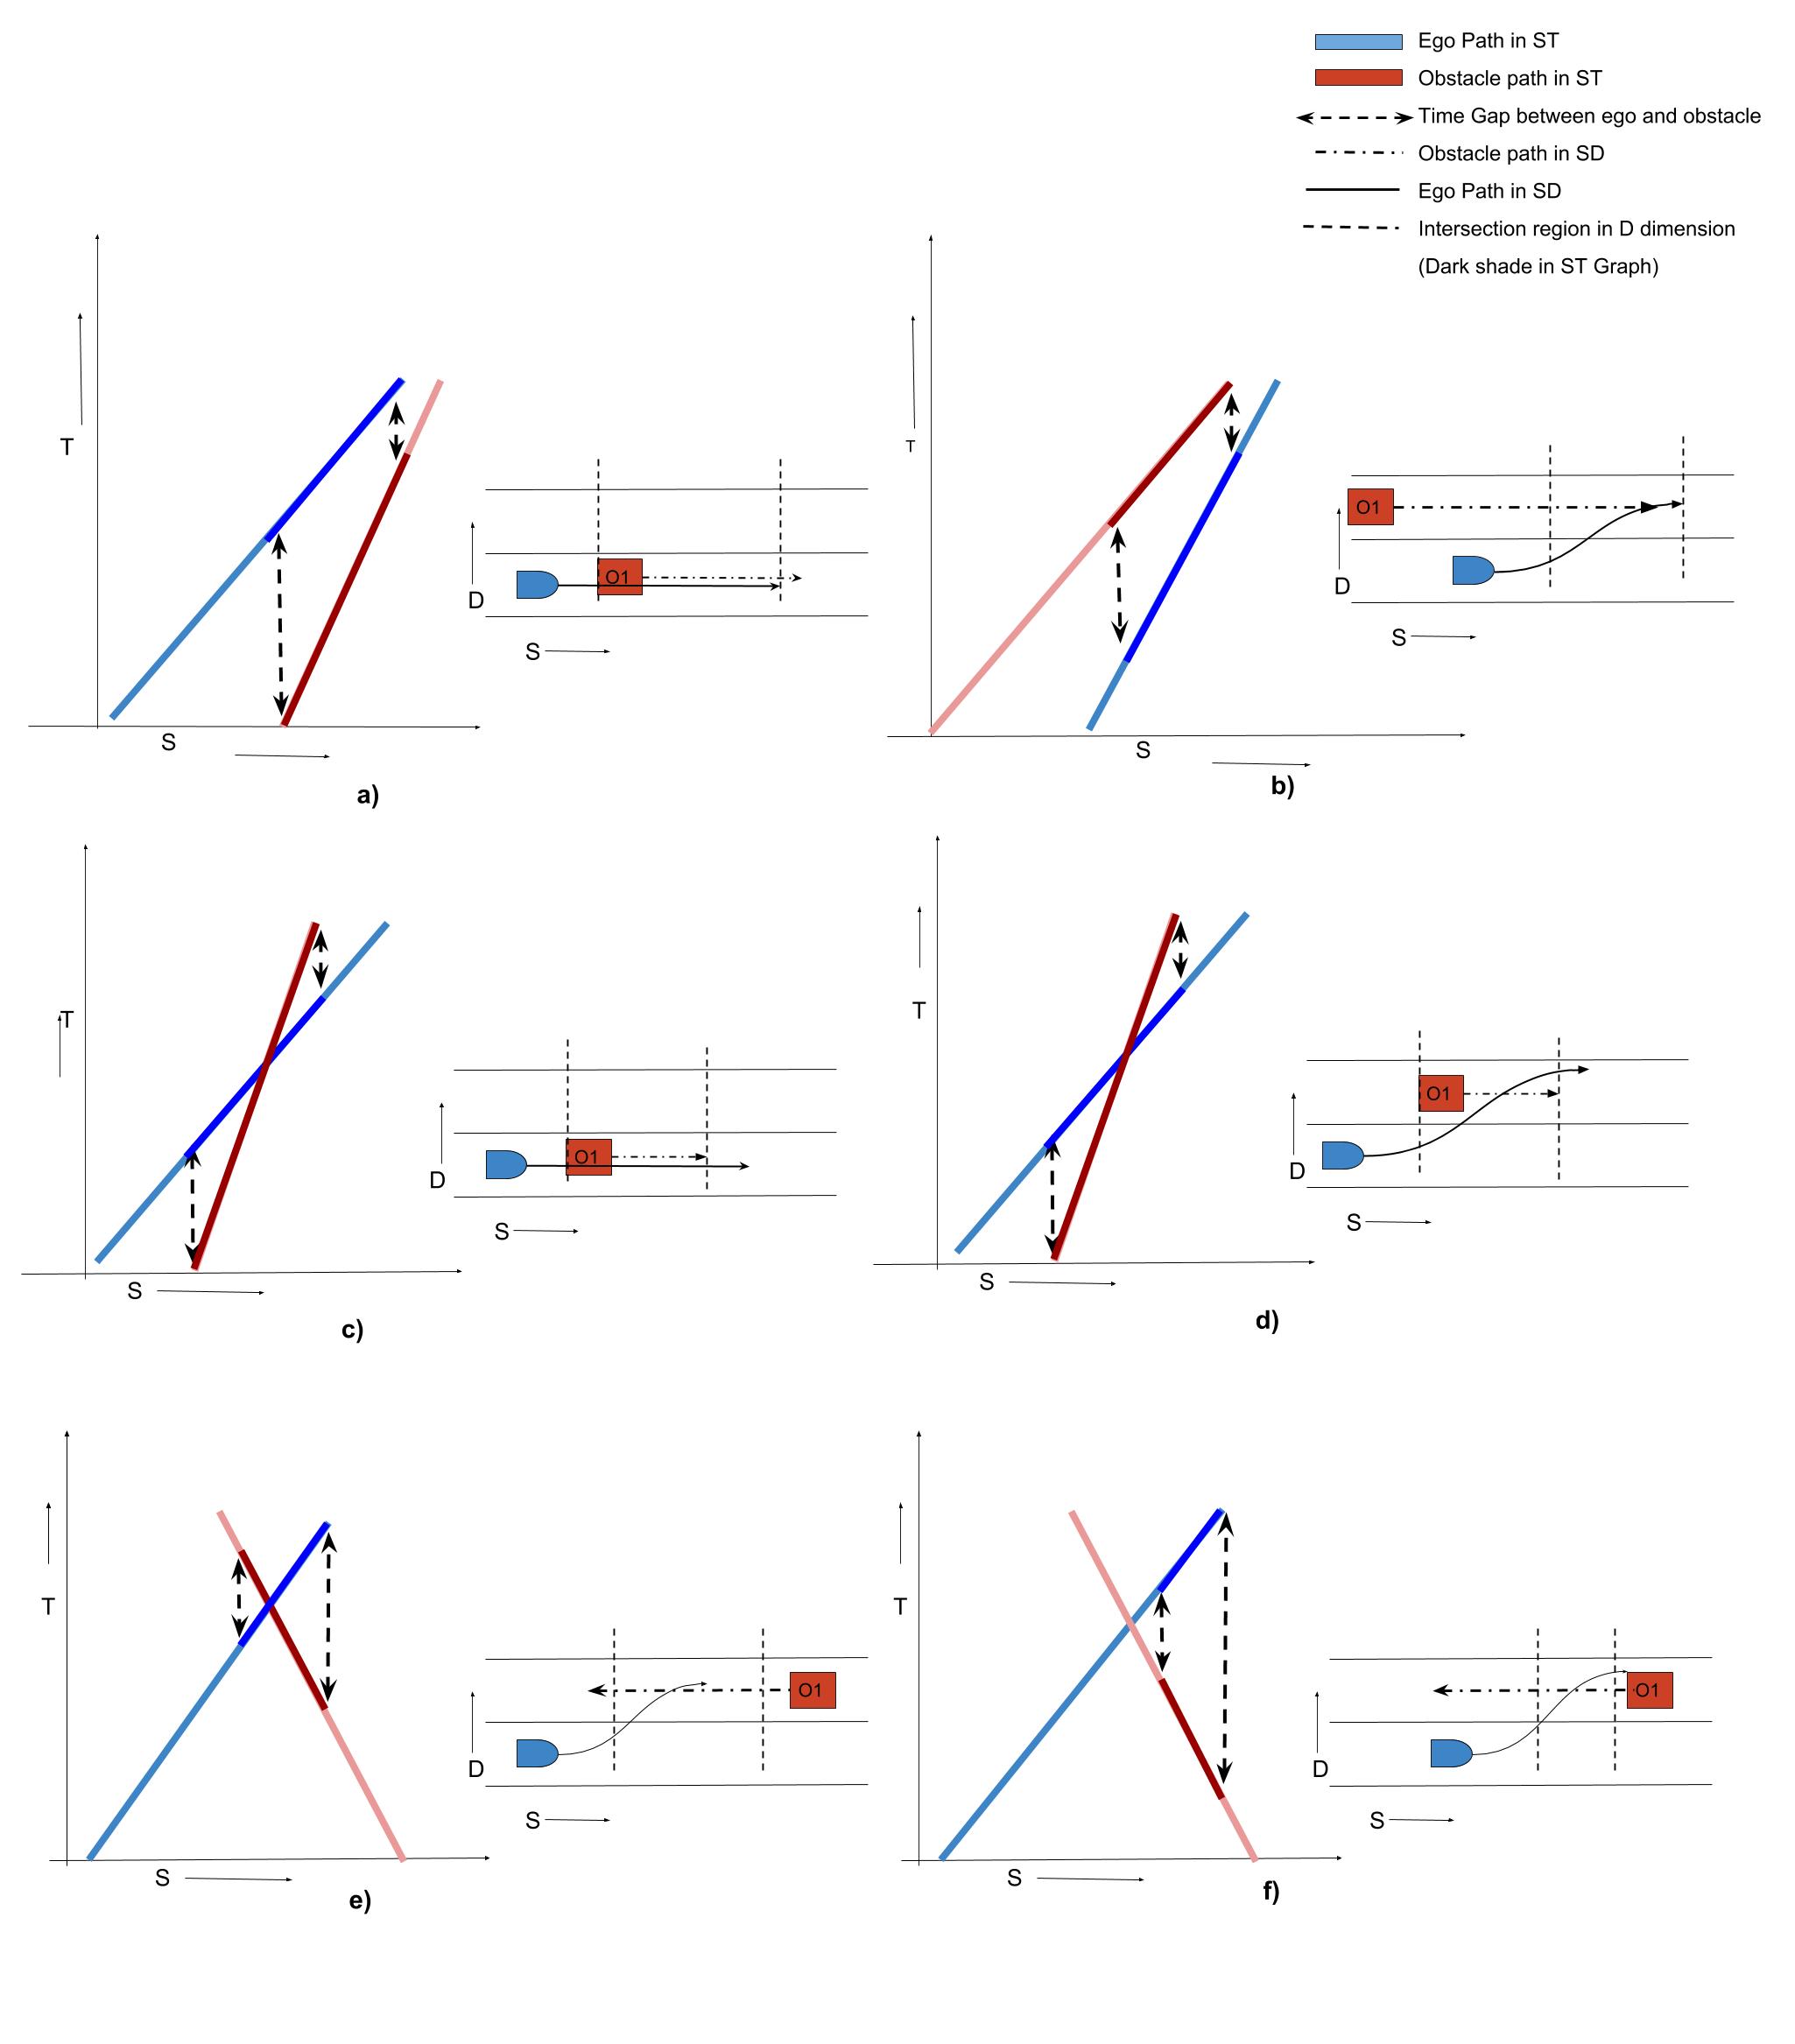 Ego Path in ST
Obstacle path in ST
Time Gap between ego and obstacle
Obstacle path in SD
Ego Path in SD
Intersection region in D dimension
(Dark shade in ST Graph)
T
O1
D
S
S
a)
T
O1
D
S
S
b)
T
O1
D
S
S
c)
T
O1
D
S
S
d)
T
O1
D
S
S
e)
T
O1
D
S
S
f)